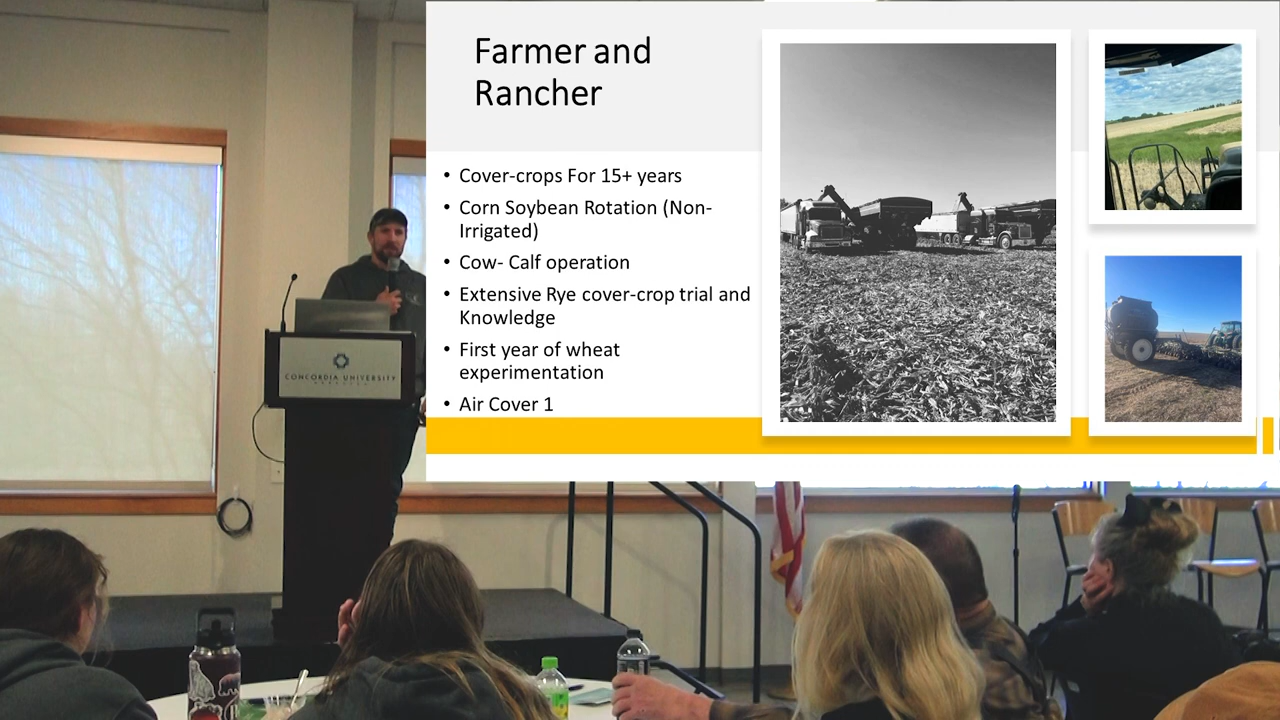 Farmer and
Rancher
• Cover-crops For 15+ years
• Corn Soybean Rotation (Non-
Irrigated)
• Cow- Calf operation
• Extensive Rye cover-crop trial and
Knowledge
• First year of wheat
experimentation
• Air Cover 1
CONCORDIA UNIVERSITY